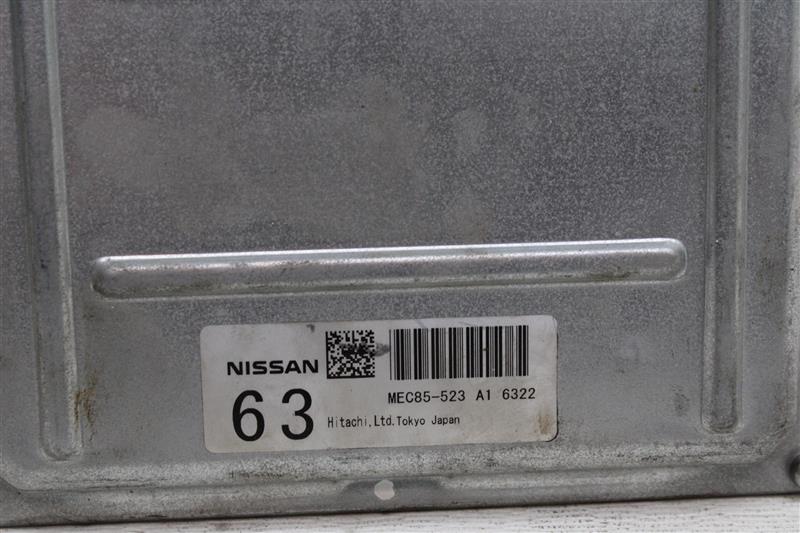 NISSAN
63
MEC85-523 A1 6322
Hitachi,Ltd.Tokyo Japan